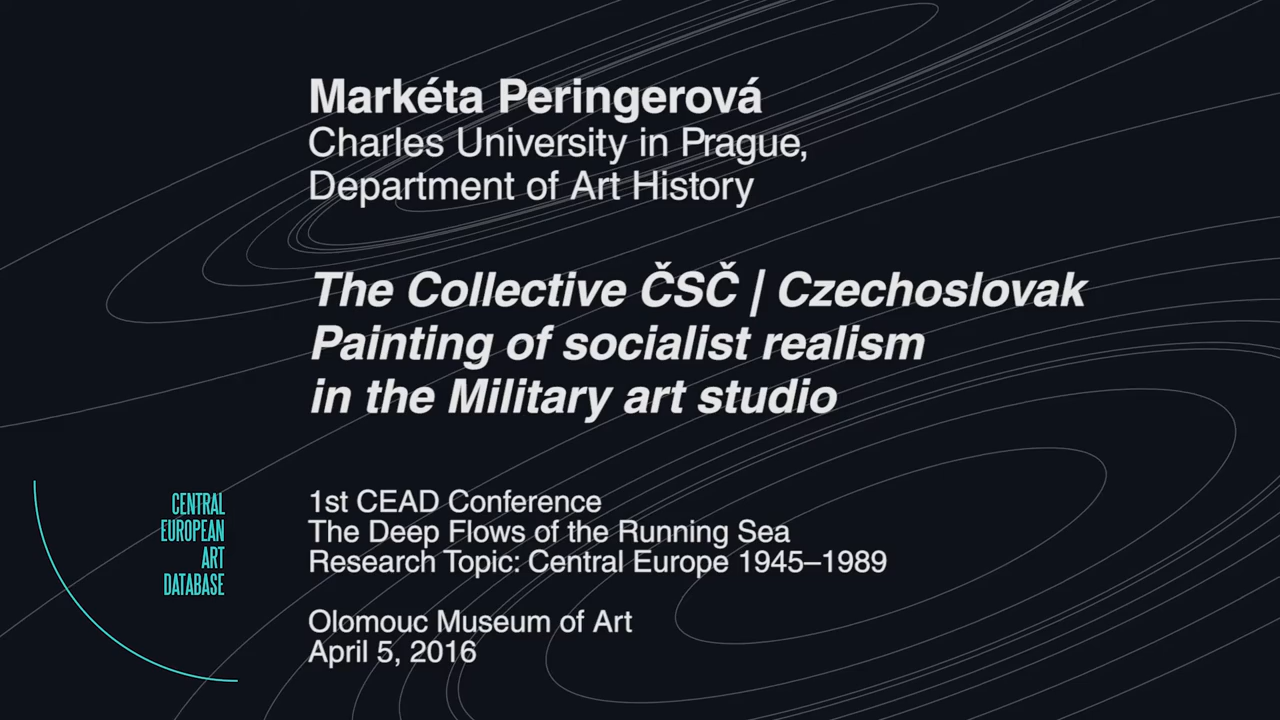 Markéta Peringerová
Charles University in Prague,
Department of Art History
The Collective ČSČ | Czechoslovak
Painting of socialist realism
in the Military art studio
CENTRAL
EUROPEAN
ART
DATABASE
1st CEAD Conference
The Deep Flows of the Running Sea
Research Topic: Central Europe 1945–1989
Olomouc Museum of Art
April 5, 2016